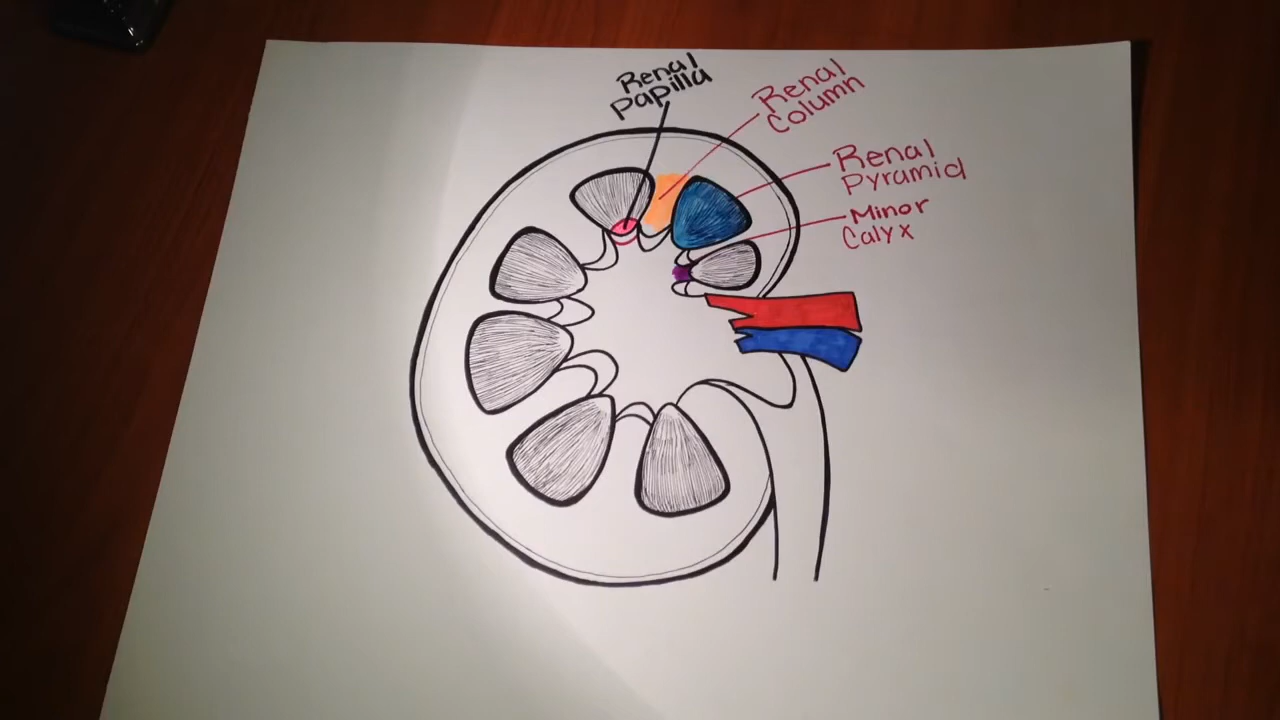 Renal
Papilla
Renal
Column
Renal
Pyramid
Minor
Calyx